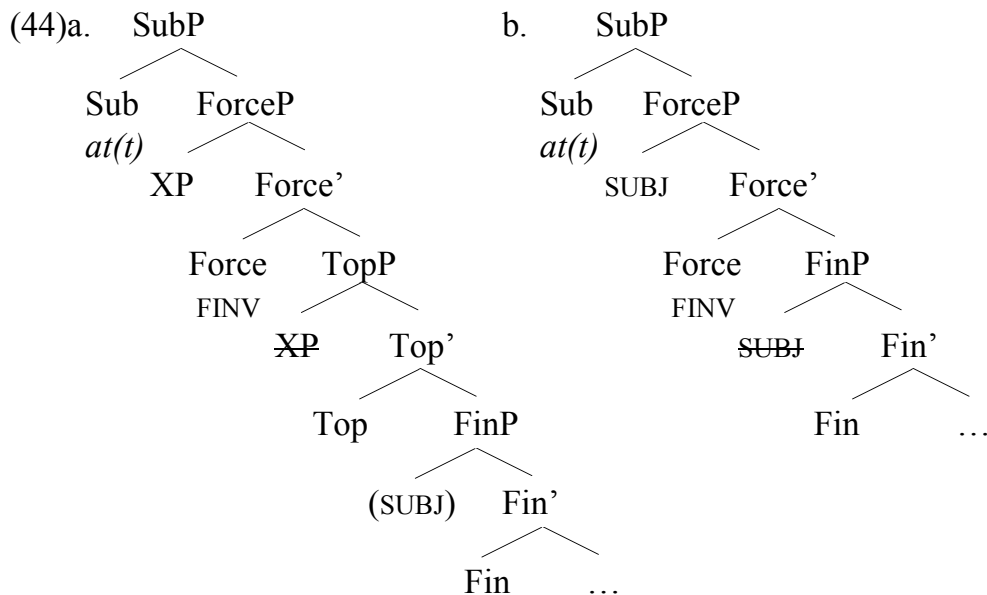 (44)a. SubP b. SubP
Sub ForceP Sub ForceP
at(t) at(t)
XP Force’ SUBJ Force’
Force TopP Force FinP
FINV FINV
XP Top’ SUBJ Fin’
Top FinP Fin …
(SUBJ) Fin’
Fin …